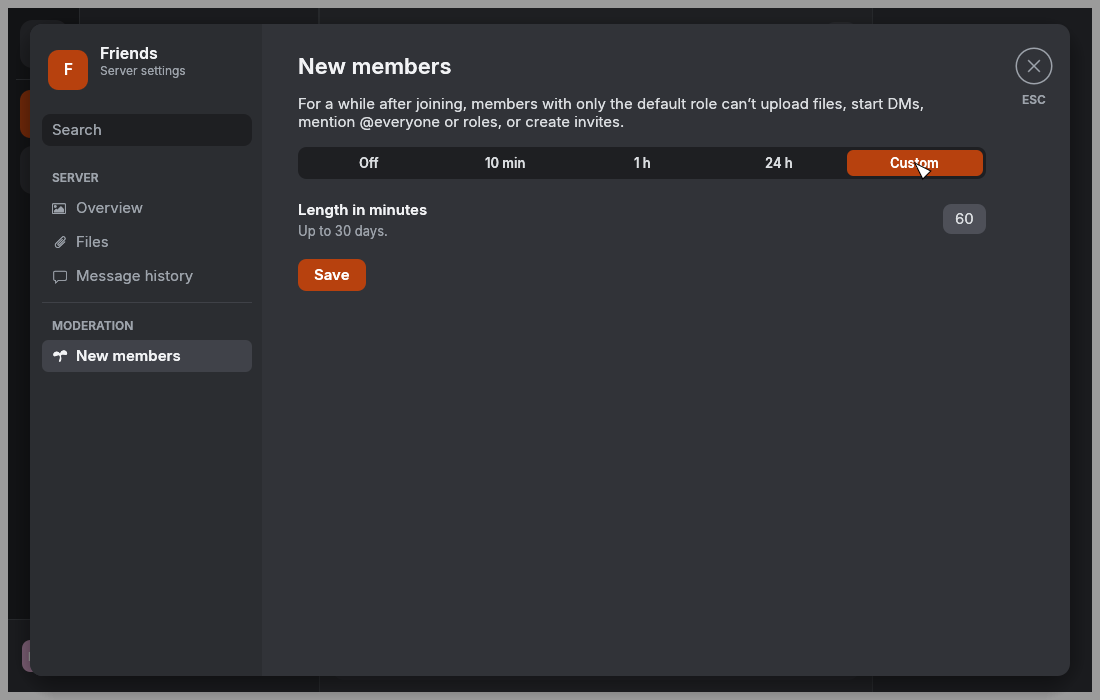 F
Friends
Server settings
Search
SERVER
Overview
Files
Message history
MODERATION
New members
New members
For a while after joining, members with only the default role can’t upload files, start DMs,
mention @everyone or roles, or create invites.
Off 10 min 1 h 24 h Custom
Length in minutes
60
Up to 30 days.
Save
ESC